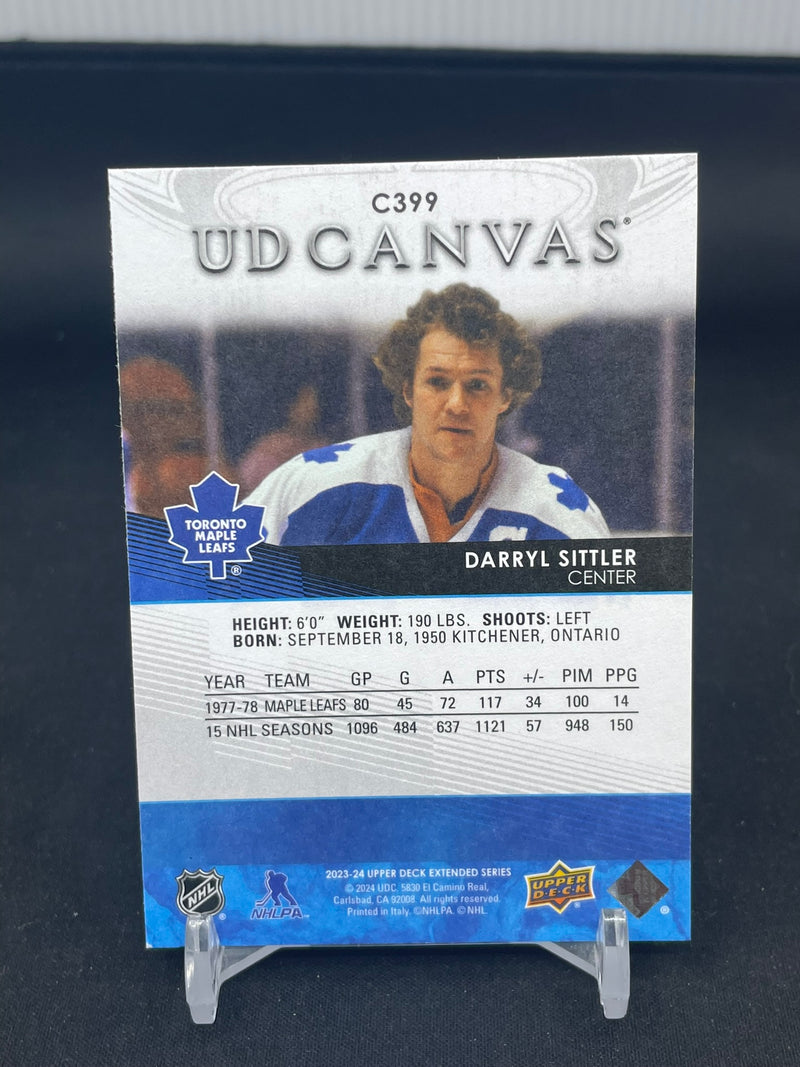 C399
UD CANVAS®
TORONTO
MAPLE
LEAFS
®
DARRYL SITTLER
CENTER
HEIGHT: 6'0" WEIGHT: 190 LBS. SHOOTS: LEFT
BORN: SEPTEMBER 18, 1950 KITCHENER, ONTARIO
YEAR TEAM GP G A PTS +/- PIM PPG
1977-78 MAPLE LEAFS 80 45 72 117 34 100 14
15 NHL SEASONS 1096 484 637 1121 57 948 150
2023-24 UPPER DECK EXTENDED SERIES
© 2024 UDC. 5830 El Camino Real,
Carlsbad, CA 92008. All rights reserved.
Printed in Italy. ©NHLPA. ©NHL.
NHL
®
NHLPA
UPPER
DECK
®
®